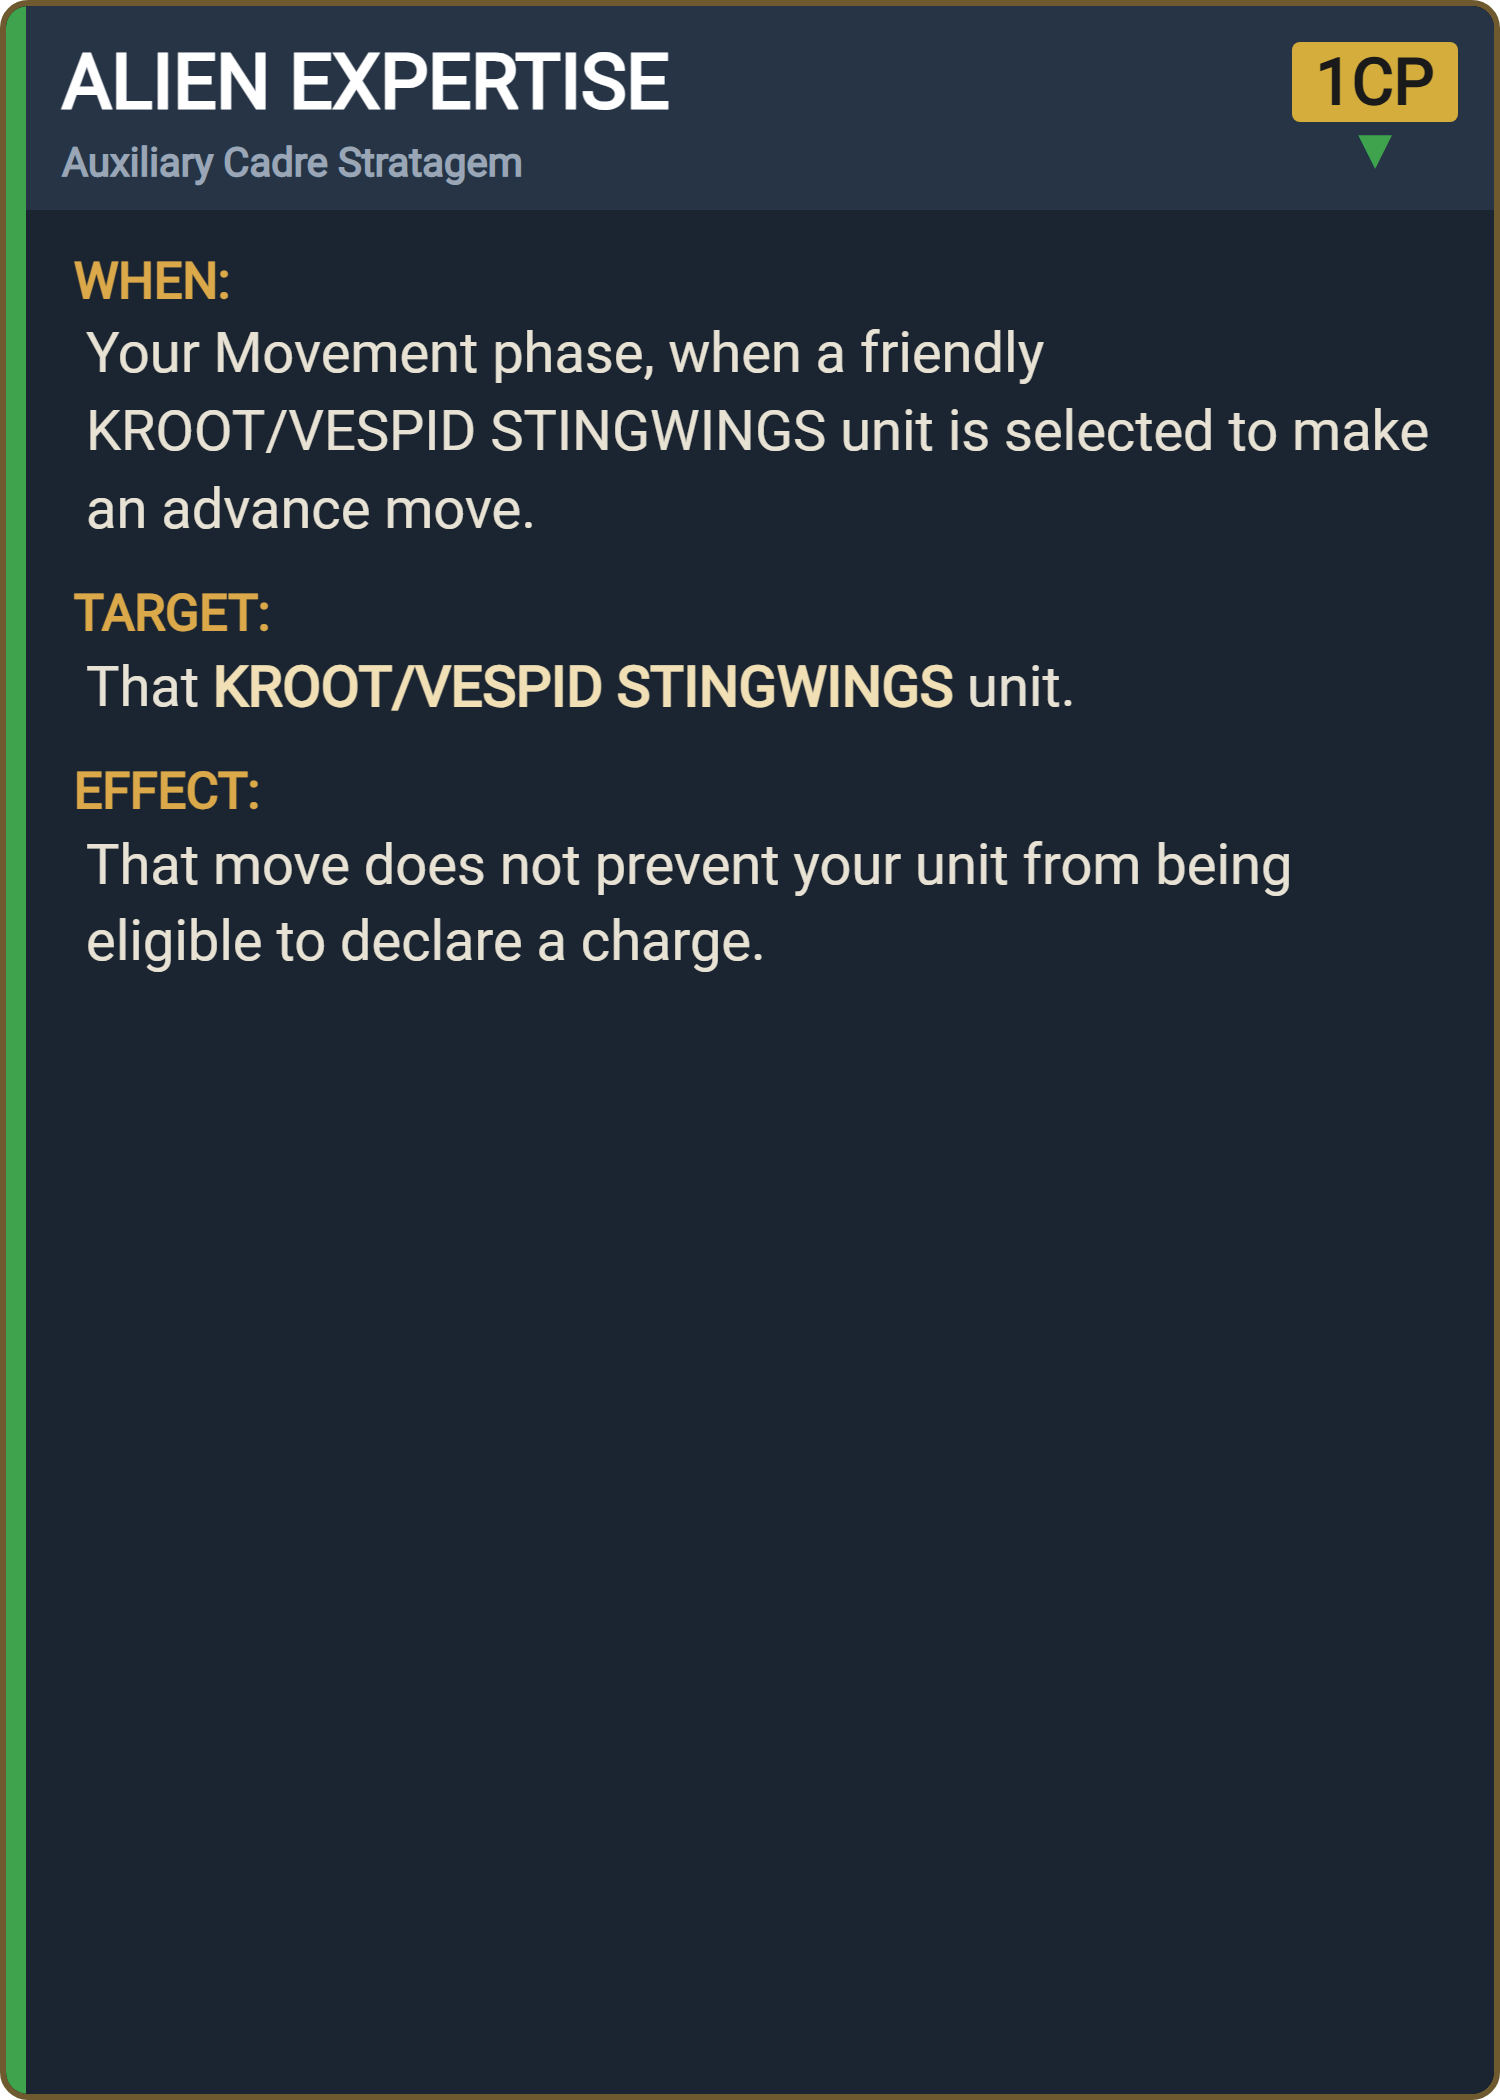 ALIEN EXPERTISE
1CP
Auxiliary Cadre Stratagem
WHEN:
Your Movement phase, when a friendly
KROOT/VESPID STINGWINGS unit is selected to make
an advance move.
TARGET:
That KROOT/VESPID STINGWINGS unit.
EFFECT:
That move does not prevent your unit from being
eligible to declare a charge.